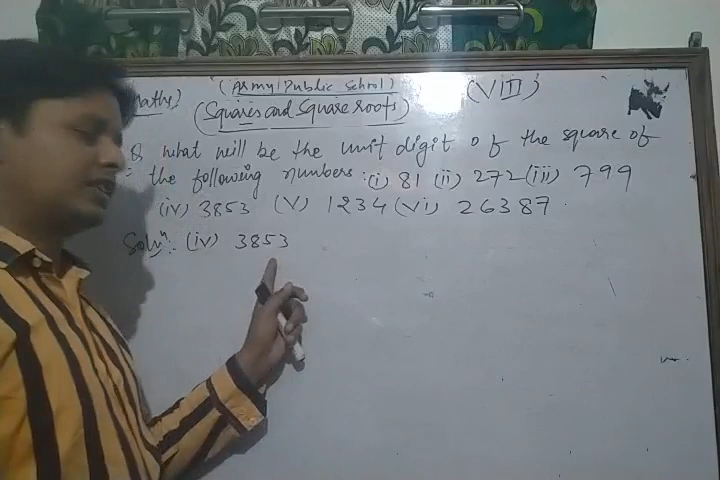 (Army Public School)
Maths) (VIII)
(Squares and Square roots)
Q what will be the unit digit of the square of
the following numbers: (i) 81 (ii) 272 (iii) 799
(iv) 3853 (v) 1234 (vi) 26387.
Solⁿ:- (iv) 3853